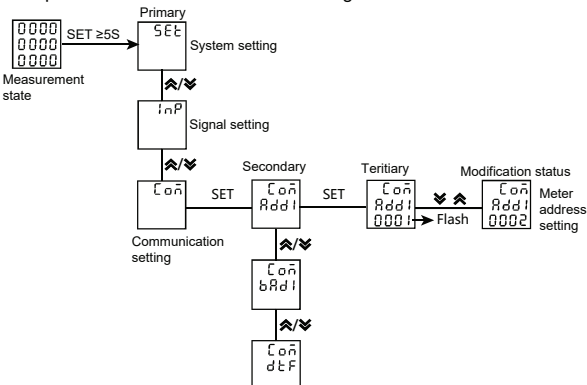 Primary
0000
0000
0000
SET ≥5S
SEt
System setting
Measurement
state
InP
Signal setting
Secondary
Teritiary
Modification status
Con̄
SET
Con̄
Add1
SET
Con̄
Add1
0001
Flash
Con̄
Add1
0002
Meter
address
setting
Communication
setting
Con̄
bAd1
Con̄
dtF